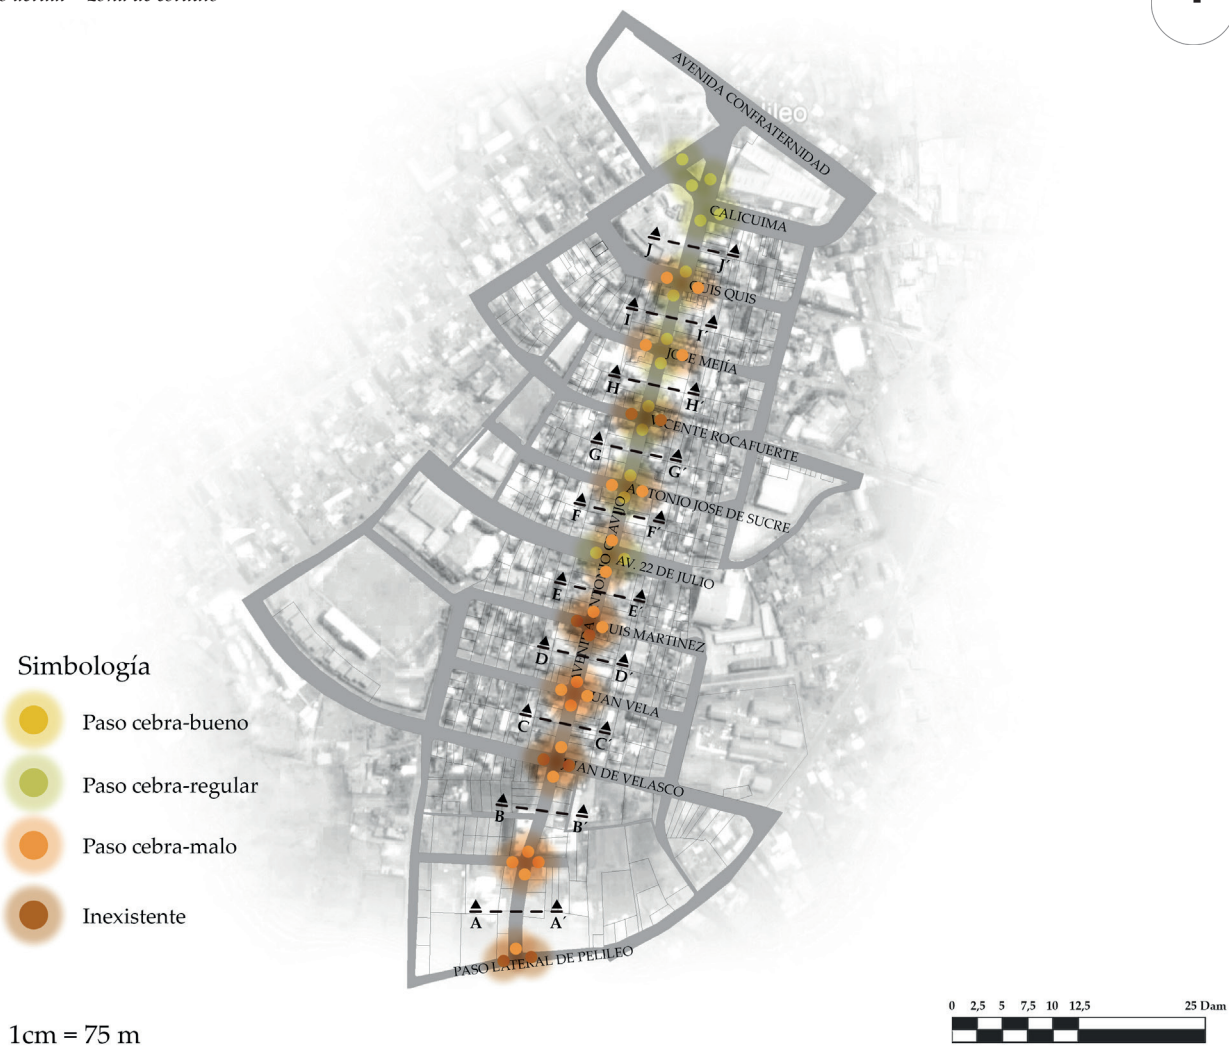 AVENIDA CONFRATERNIDAD
CALICUIMA
J J´
QUIS QUIS
I I´
JOSE MEJÍA
H H´
VICENTE ROCAFUERTE
G G´
ANTONIO JOSE DE SUCRE
F F´
AV. 22 DE JULIO
E E´
LUIS MARTINEZ
D D´
JUAN VELA
C C´
JUAN DE VELASCO
B B´
A A´
PASO LATERAL DE PELILEO
Simbología
Paso cebra-bueno
Paso cebra-regular
Paso cebra-malo
Inexistente
1cm = 75 m
0 2,5 5 7,5 10 12,5 25 Dam